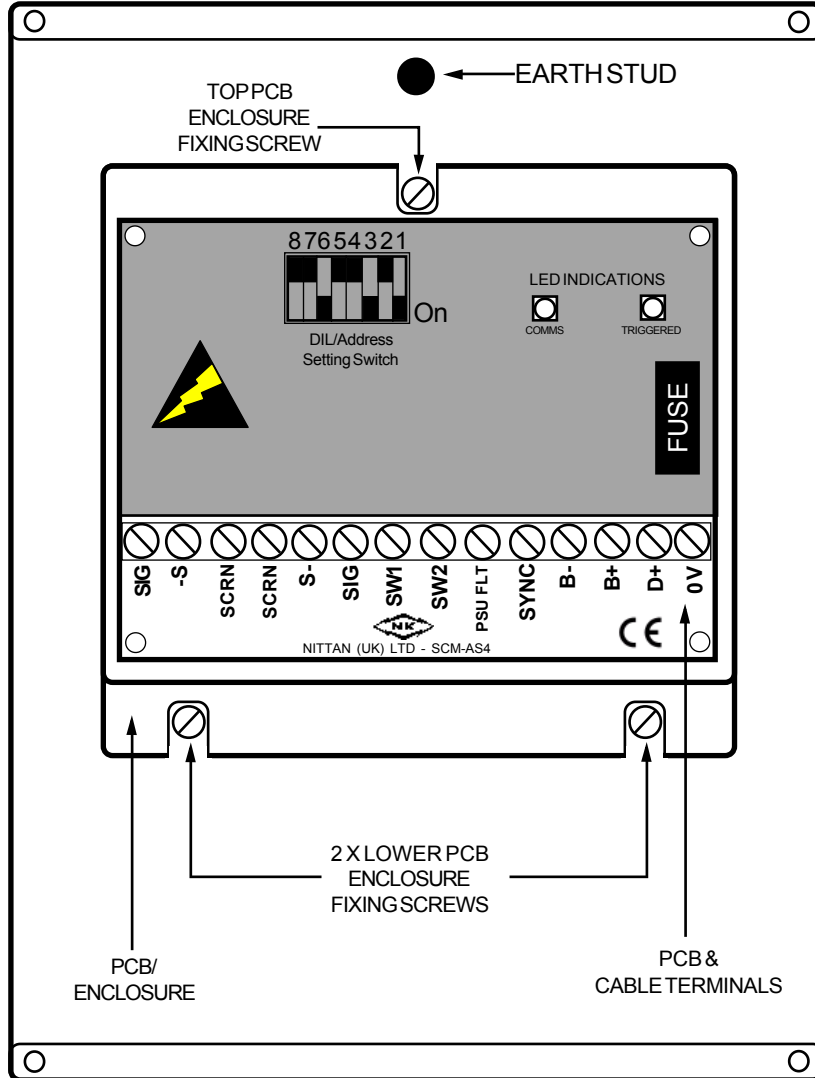 EARTH STUD
TOP PCB
ENCLOSURE
FIXING SCREW
87654321
On
DIL/Address
Setting Switch
LED INDICATIONS
COMMS
TRIGGERED
FUSE
SIG
-S
SCRN
SCRN
S-
SIG
SW1
SW2
PSU FLT
SYNC
B-
B+
D+
0V
NK
CE
NITTAN (UK) LTD - SCM-AS4
2 X LOWER PCB
ENCLOSURE
FIXING SCREWS
PCB/
ENCLOSURE
PCB &
CABLE TERMINALS